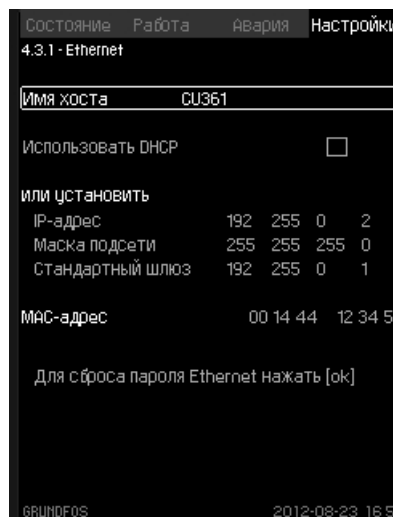 Состояние Работа Авария Настройки
4.3.1 - Ethernet
Имя хоста CU361
Использовать DHCP
или установить
IP-адрес 192 255 0 2
Маска подсети 255 255 255 0
Стандартный шлюз 192 255 0 1
MAC-адрес 00 14 44 12 34 5
Для сброса пароля Ethernet нажать [ok]
GRUNDFOS 2012-08-23 16:5